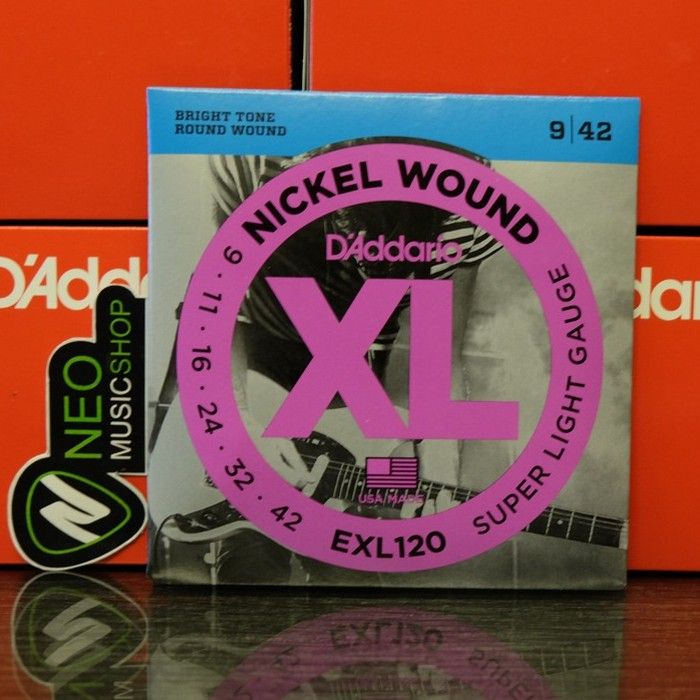 BRIGHT TONE
ROUND WOUND
9|42
NICKEL WOUND
D'Addario
XL
USA MADE
9 · 11 · 16 · 24 · 32 · 42
EXL120
SUPER LIGHT GAUGE
D'Add
dar
NEO
MUSICSHOP
N